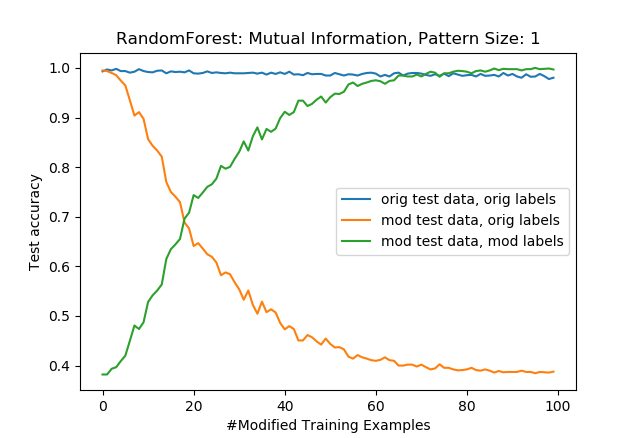 RandomForest: Mutual Information, Pattern Size: 1
1.0
0.9
0.8
0.7
0.6
0.5
0.4
Test accuracy
orig test data, orig labels
mod test data, orig labels
mod test data, mod labels
0 20 40 60 80 100
#Modified Training Examples